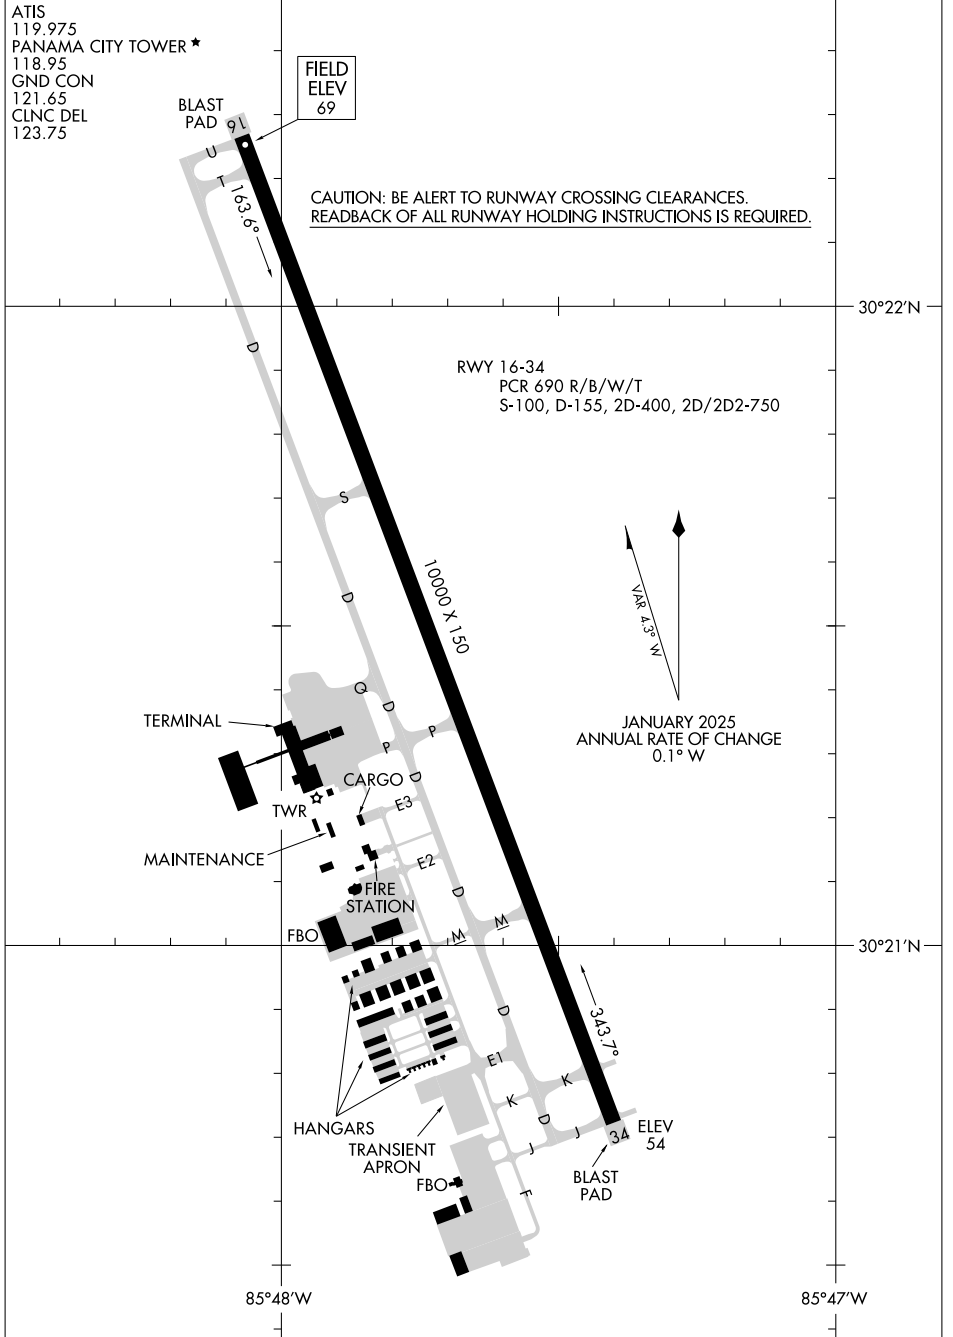 ATIS
119.975
PANAMA CITY TOWER ★
118.95
GND CON
121.65
CLNC DEL
123.75
FIELD
ELEV
69
BLAST
PAD
16
U
T
163.6°
CAUTION: BE ALERT TO RUNWAY CROSSING CLEARANCES.
READBACK OF ALL RUNWAY HOLDING INSTRUCTIONS IS REQUIRED.
30°22'N
D
RWY 16-34
PCR 690 R/B/W/T
S-100, D-155, 2D-400, 2D/2D2-750
S
10000 X 150
D
VAR 4.3° W
JANUARY 2025
ANNUAL RATE OF CHANGE
0.1° W
Q
D
TERMINAL
P
P
D
CARGO
E3
TWR
MAINTENANCE
E2
FIRE
STATION
D
M
M
FBO
30°21'N
D
343.7°
E1
K
K
D
J
J
HANGARS
TRANSIENT
APRON
34
ELEV
54
BLAST
PAD
FBO
F
85°48'W
85°47'W